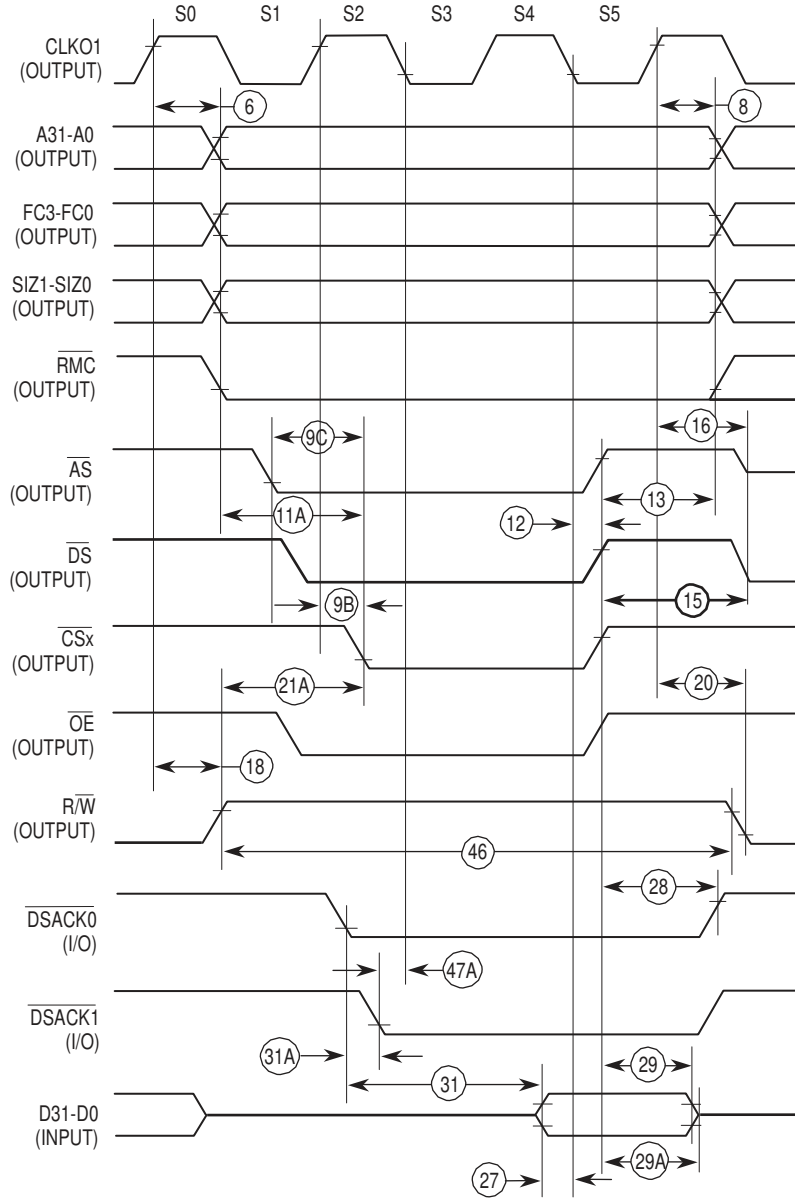 S0 S1 S2 S3 S4 S5
CLKO1
(OUTPUT)
6
8
A31-A0
(OUTPUT)
FC3-FC0
(OUTPUT)
SIZ1-SIZ0
(OUTPUT)
RMC
(OUTPUT)
16
9C
AS
(OUTPUT)
13
11A
12
DS
(OUTPUT)
15
9B
CSx
(OUTPUT)
21A
20
OE
(OUTPUT)
18
R/W
(OUTPUT)
46
28
DSACK0
(I/O)
47A
DSACK1
(I/O)
31A
29
31
D31-D0
(INPUT)
29A
27